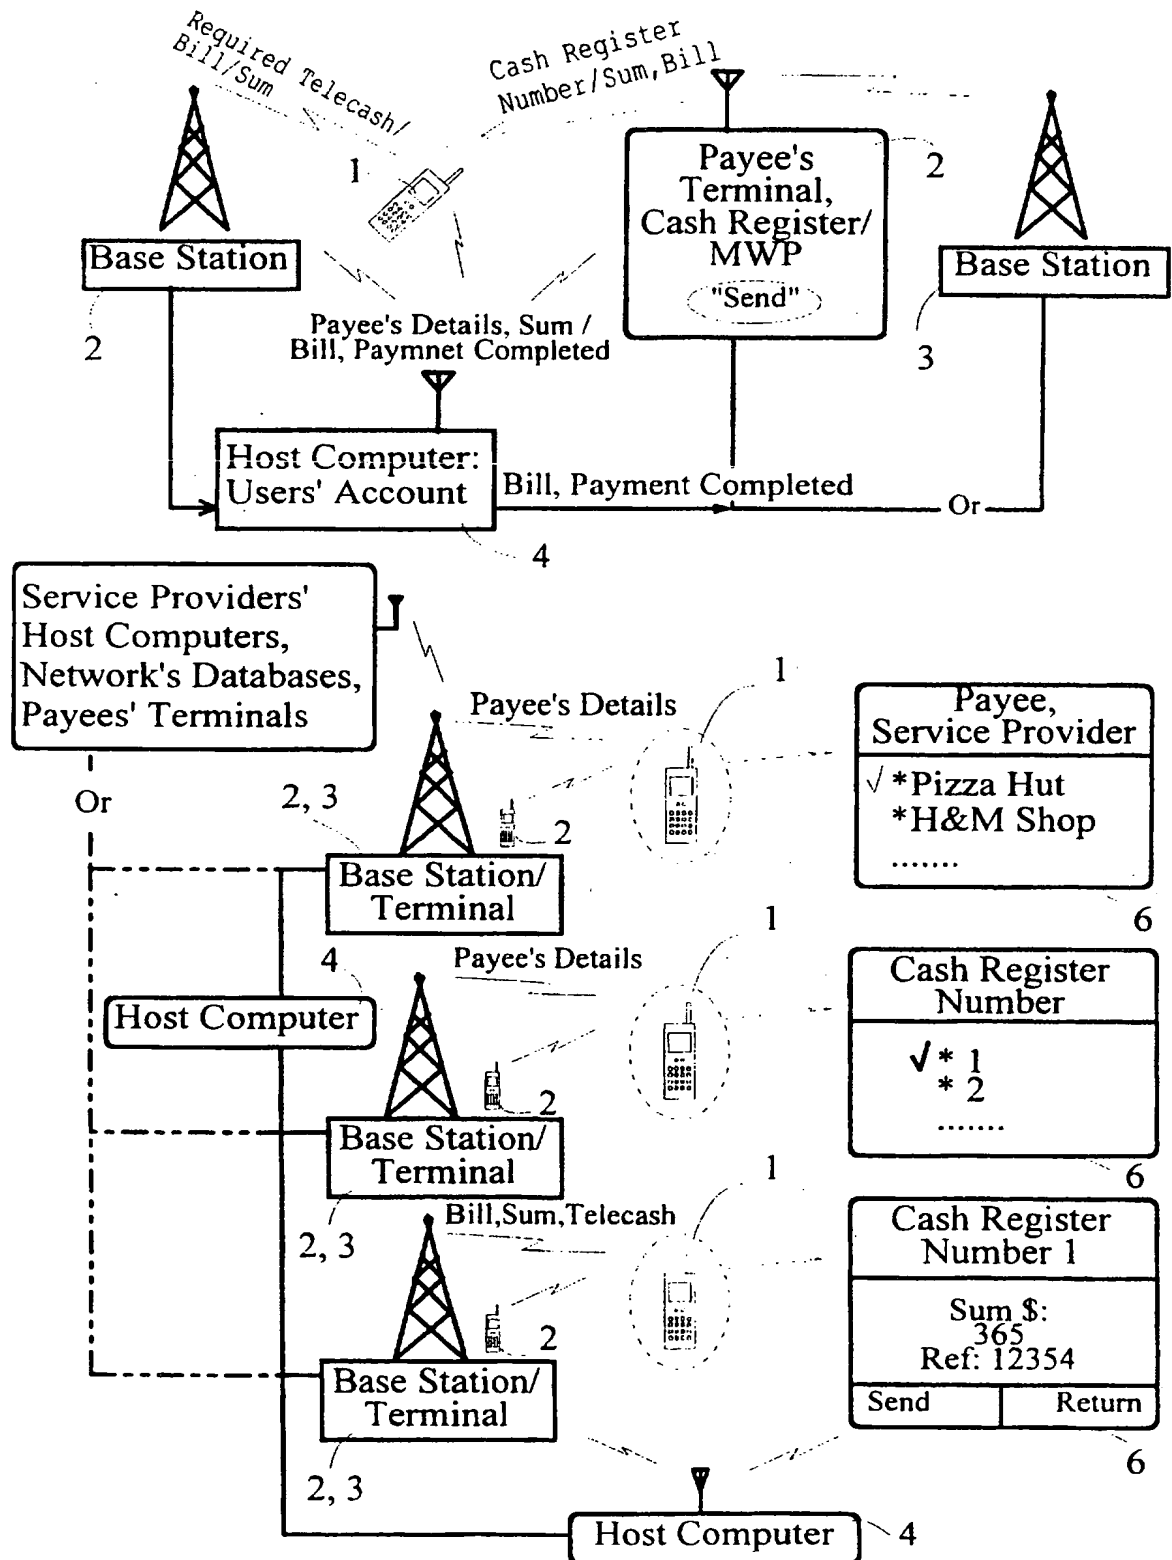 Required Telecash/
Bill/Sum
Cash Register
Number/Sum,Bill
1
Payee's
Terminal,
Cash Register/
MWP
"Send"
2
Base Station
2
Base Station
3
Payee's Details, Sum /
Bill, Paymnet Completed
Host Computer:
Users' Account
4
Bill, Payment Completed
Or
Service Providers'
Host Computers,
Network's Databases,
Payees' Terminals
Or
Payee's Details
1
2, 3
2
Base Station/
Terminal
Payee,
Service Provider
√ *Pizza Hut
*H&M Shop
.......
6
4
Host Computer
Payee's Details
1
2
Base Station/
Terminal
2, 3
Cash Register
Number
√ * 1
* 2
.......
6
Bill,Sum,Telecash
1
2
Base Station/
Terminal
2, 3
Cash Register
Number 1
Sum $:
365
Ref: 12354
Send
Return
6
Host Computer
4